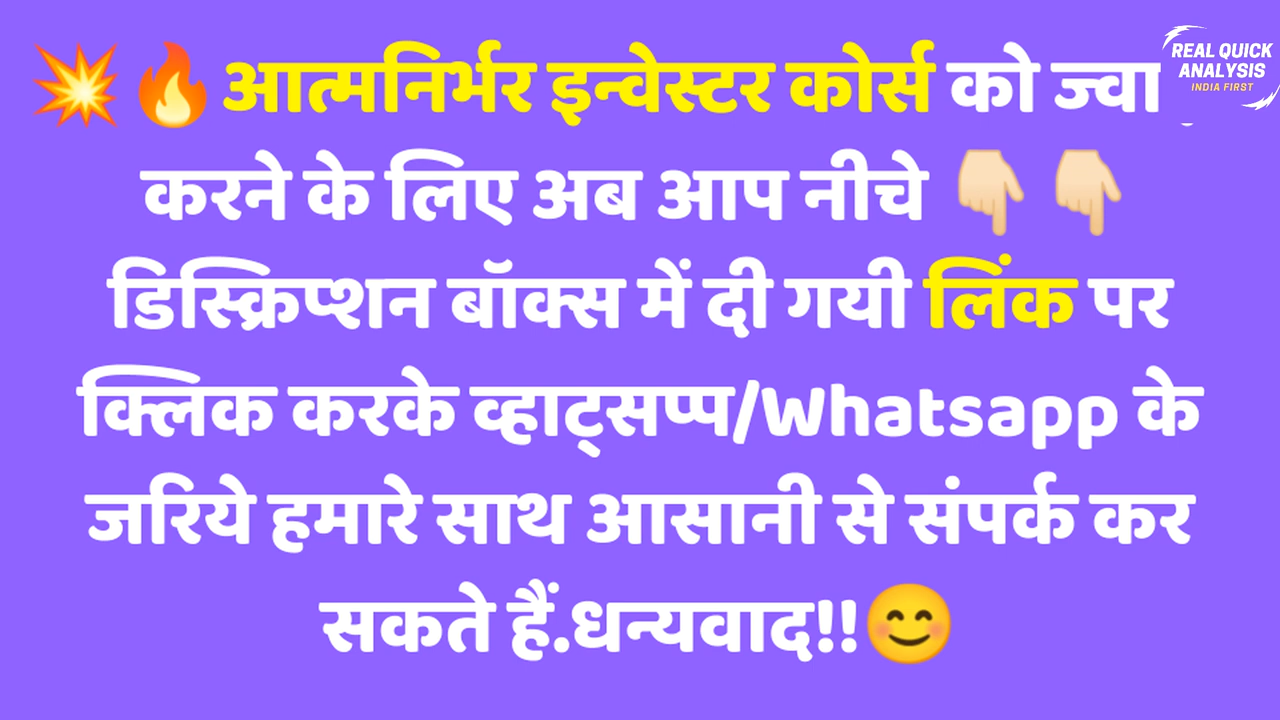 💥🔥आत्मनिर्भर इन्वेस्टर कोर्स को
करने के लिए अब आप नीचे 👇🏻👇🏻
डिस्क्रिप्शन बॉक्स में दी गयी लिंक पर
क्लिक करके व्हाट्सप्प/Whatsapp के
जरिये हमारे साथ आसानी से संपर्क कर
सकते हैं.धन्यवाद!!😊
REAL QUICK
ANALYSIS
INDIA FIRST